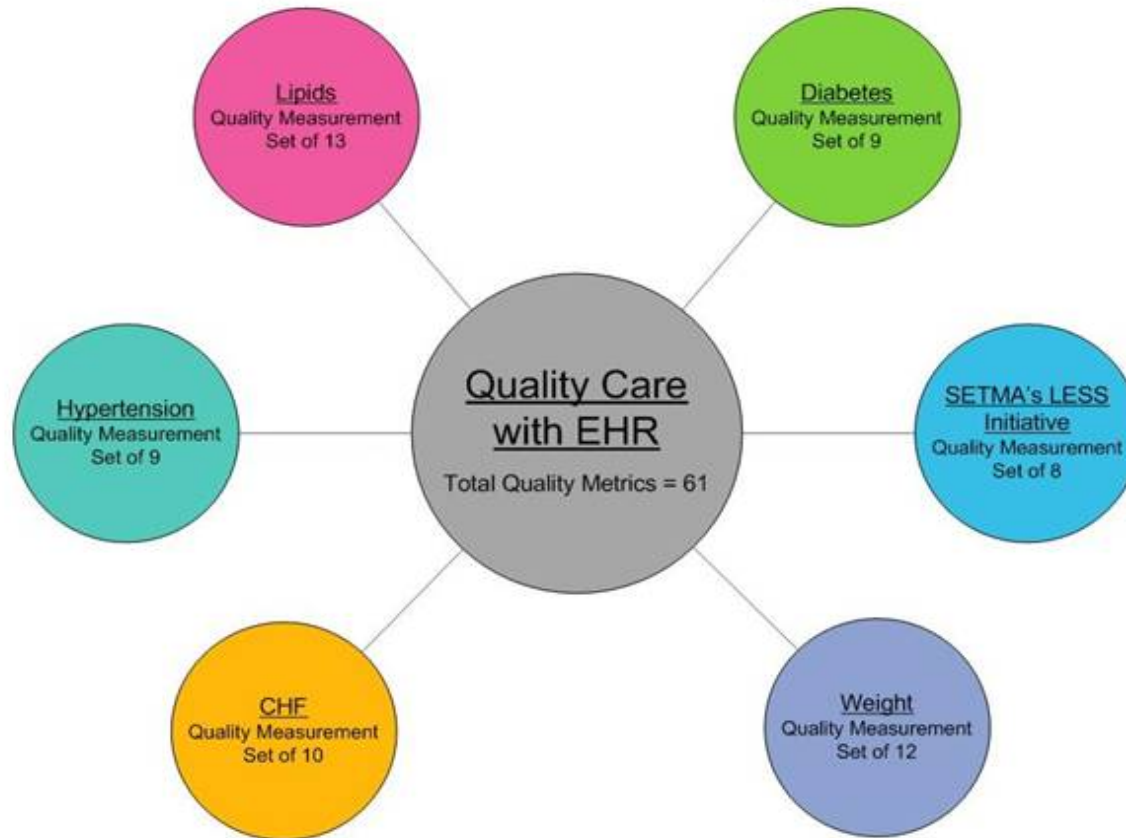 Lipids
Quality Measurement
Set of 13
Diabetes
Quality Measurement
Set of 9
Hypertension
Quality Measurement
Set of 9
Quality Care
with EHR
Total Quality Metrics = 61
SETMA's LESS
Initiative
Quality Measurement
Set of 8
CHF
Quality Measurement
Set of 10
Weight
Quality Measurement
Set of 12